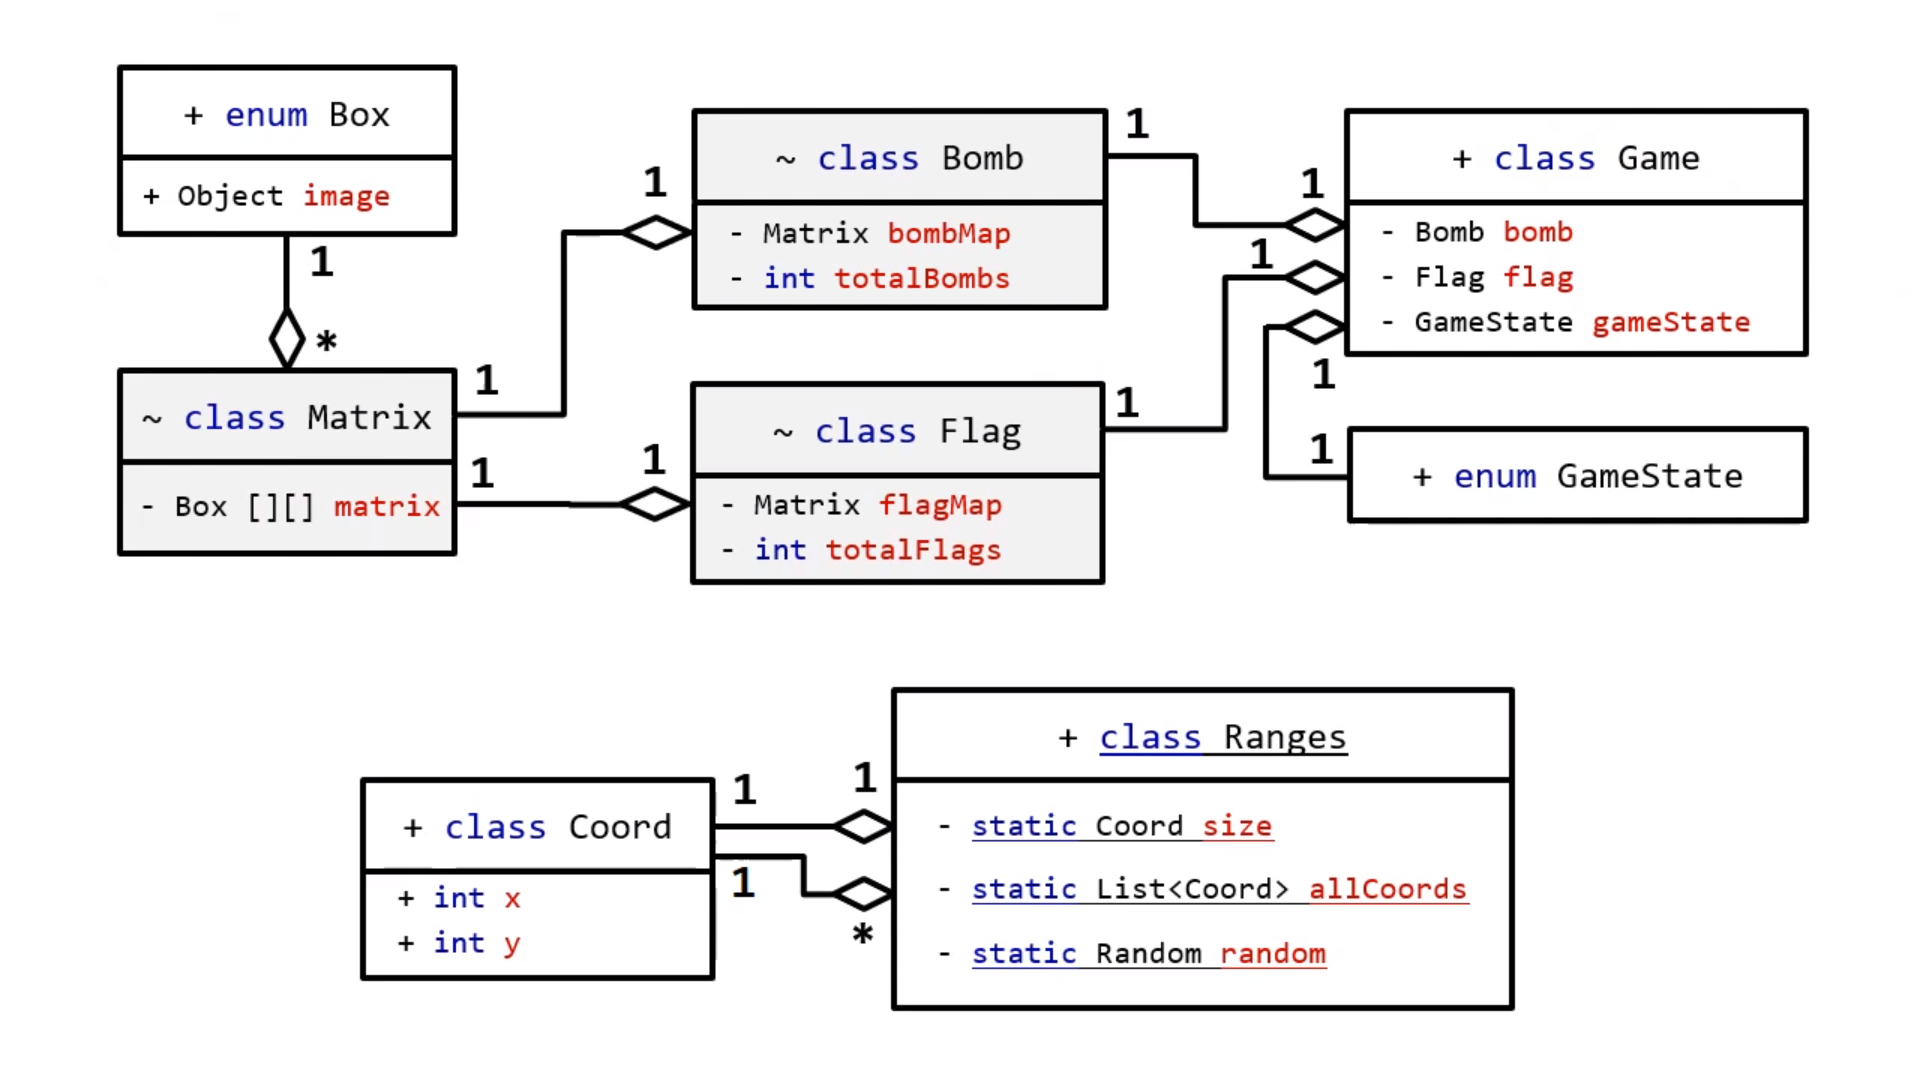 + enum Box
+ Object image
1
*
~ class Matrix
- Box [][] matrix
1
1
1
~ class Bomb
- Matrix bombMap
- int totalBombs
1
1
~ class Flag
- Matrix flagMap
- int totalFlags
1
1
1
+ class Game
- Bomb bomb
- Flag flag
- GameState gameState
1
1
+ enum GameState
+ class Coord
+ int x
+ int y
1
1
1
*
+ class Ranges
- static Coord size
- static List<Coord> allCoords
- static Random random